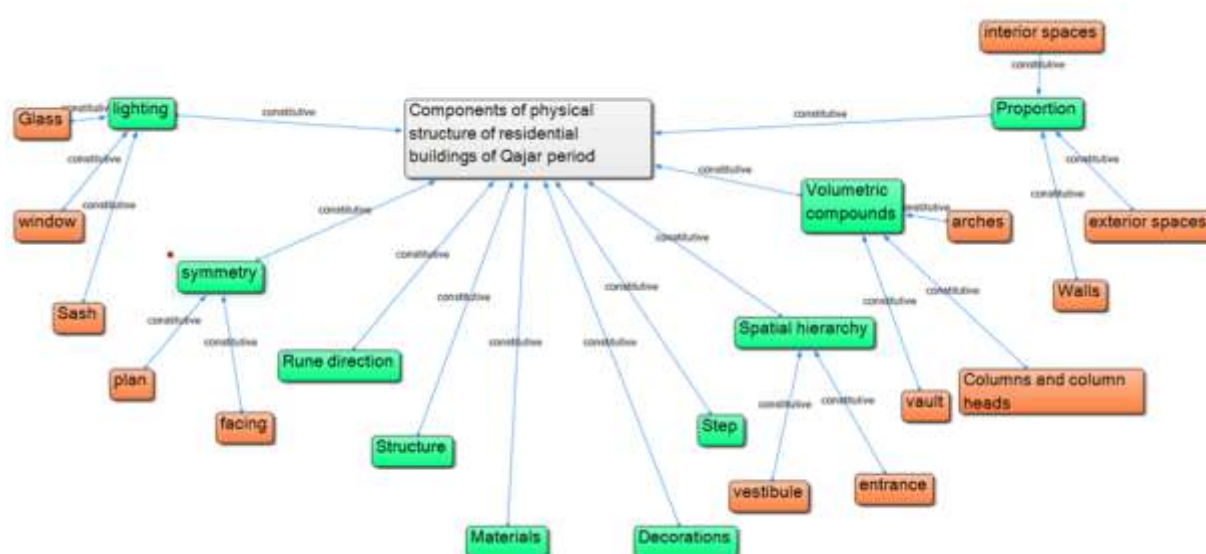 interior spaces
constitutive
Glass
constitutive
lighting
constitutive
Components of physical
structure of residential
buildings of Qajar period
constitutive
Proportion
constitutive
constitutive
constitutive
Volumetric
compounds
constitutive
arches
constitutive
constitutive
exterior spaces
window
constitutive
constitutive
symmetry
constitutive
constitutive
constitutive
Walls
Sash
constitutive
constitutive
constitutive
constitutive
Spatial hierarchy
plan
constitutive
Rune direction
constitutive
constitutive
vault
Columns and column
heads
facing
Structure
Step
constitutive
constitutive
vestibule
entrance
Materials
Decorations